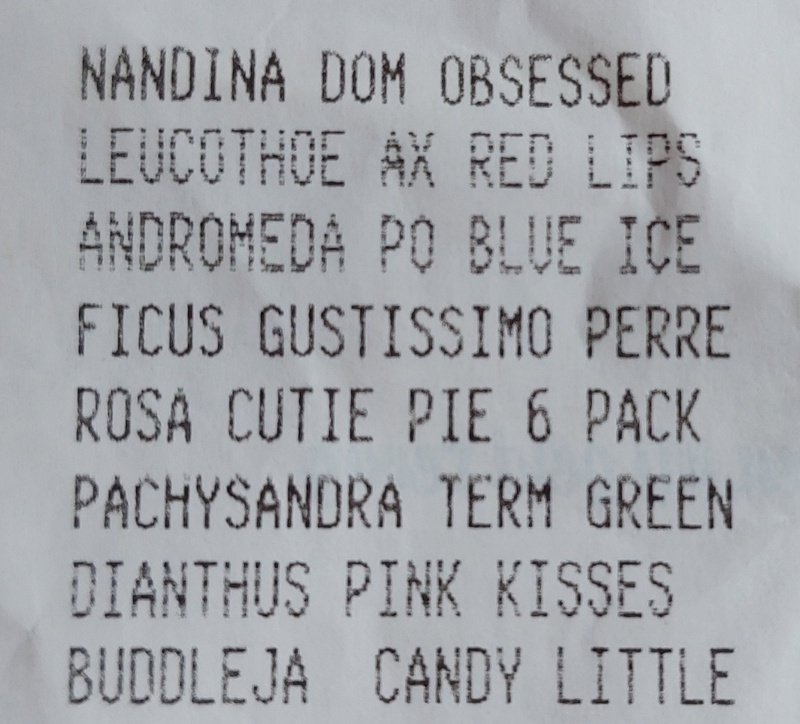 NANDINA DOM OBSESSED
LEUCOTHOE AX RED LIPS
ANDROMEDA PO BLUE ICE
FICUS GUSTISSIMO PERRE
ROSA CUTIE PIE 6 PACK
PACHYSANDRA TERM GREEN
DIANTHUS PINK KISSES
BUDDLEJA CANDY LITTLE